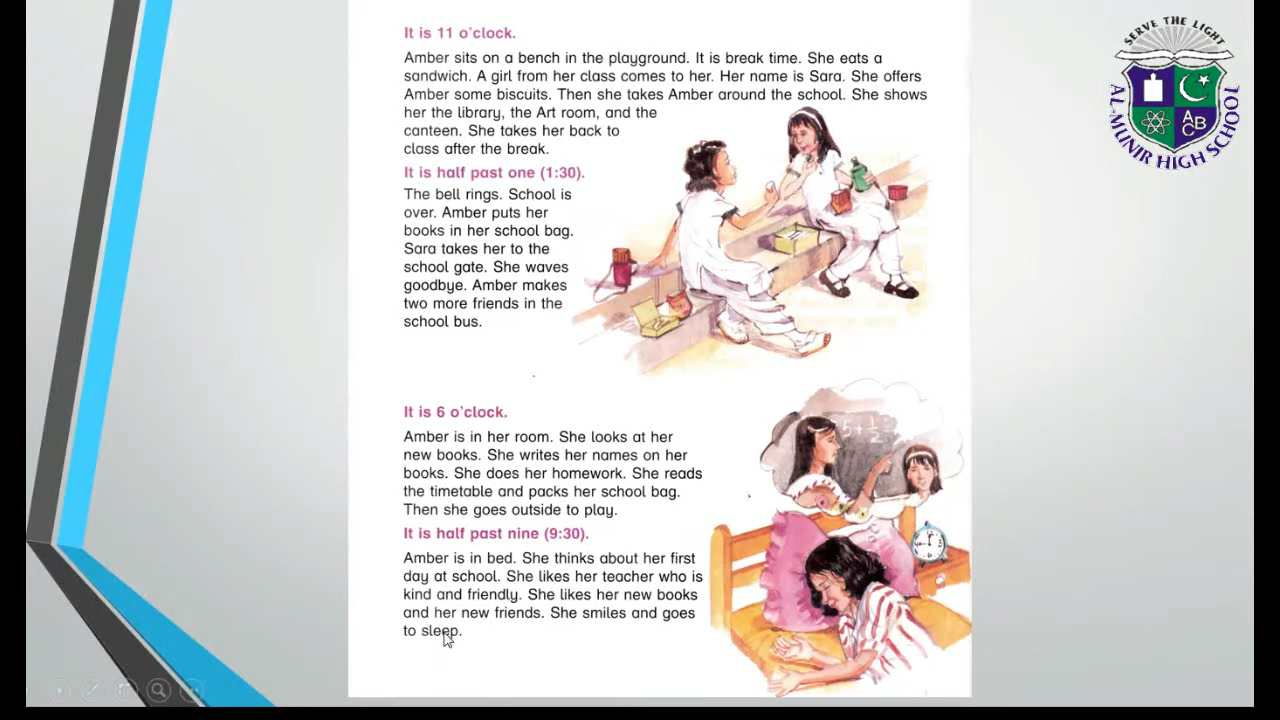 It is 11 o'clock.
Amber sits on a bench in the playground. It is break time. She eats a
sandwich. A girl from her class comes to her. Her name is Sara. She offers
Amber some biscuits. Then she takes Amber around the school. She shows
her the library, the Art room, and the
canteen. She takes her back to
class after the break.
It is half past one (1:30).
The bell rings. School is
over. Amber puts her
books in her school bag.
Sara takes her to the
school gate. She waves
goodbye. Amber makes
two more friends in the
school bus.
It is 6 o'clock.
Amber is in her room. She looks at her
new books. She writes her names on her
books. She does her homework. She reads
the timetable and packs her school bag.
Then she goes outside to play.
It is half past nine (9:30).
Amber is in bed. She thinks about her first
day at school. She likes her teacher who is
kind and friendly. She likes her new books
and her new friends. She smiles and goes
to sleep.
5+½=
SERVE THE LIGHT
A B C
AL-MUNIR HIGH SCHOOL